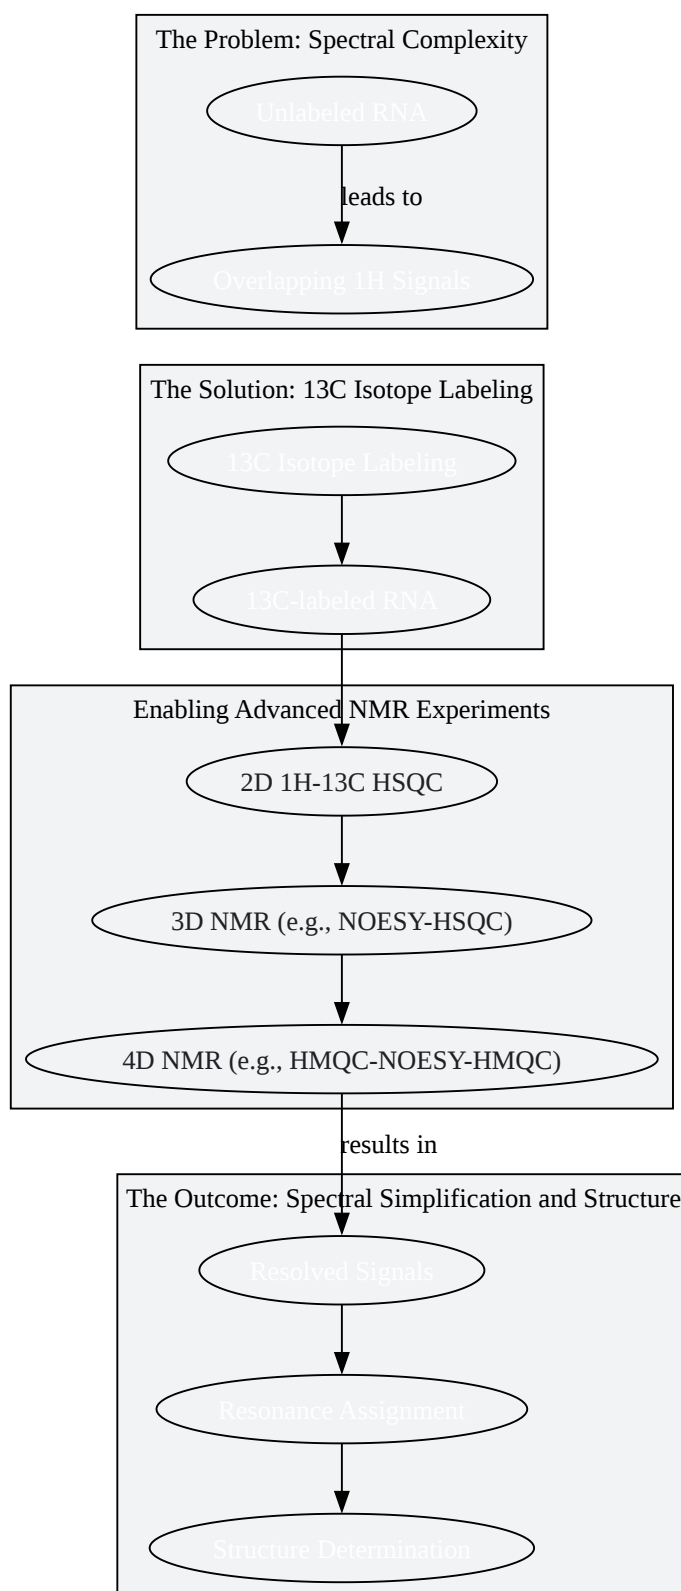 The Problem: Spectral Complexity
Unlabeled RNA
leads to
Overlapping 1H Signals
The Solution: 13C Isotope Labeling
13C Isotope Labeling
13C-labeled RNA
Enabling Advanced NMR Experiments
2D 1H-13C HSQC
3D NMR (e.g., NOESY-HSQC)
4D NMR (e.g., HMQC-NOESY-HMQC)
results in
The Outcome: Spectral Simplification and Structure
Resolved Signals
Resonance Assignment
Structure Determination